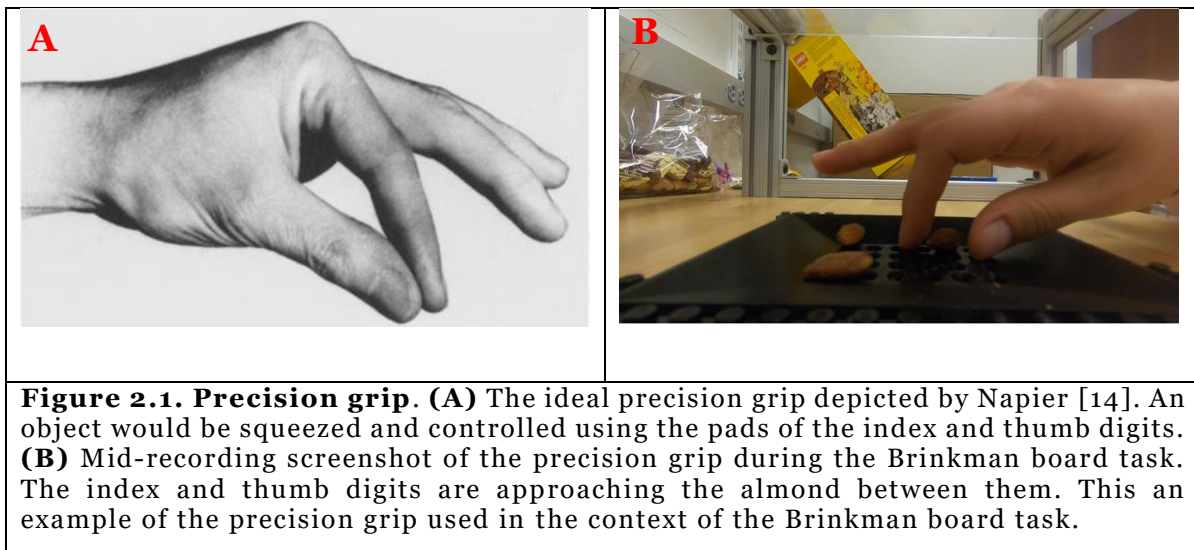 A
B
LEGO
Figure 2.1. Precision grip. (A) The ideal precision grip depicted by Napier [14]. An
object would be squeezed and controlled using the pads of the index and thumb digits.
(B) Mid-recording screenshot of the precision grip during the Brinkman board task.
The index and thumb digits are approaching the almond between them. This an
example of the precision grip used in the context of the Brinkman board task.